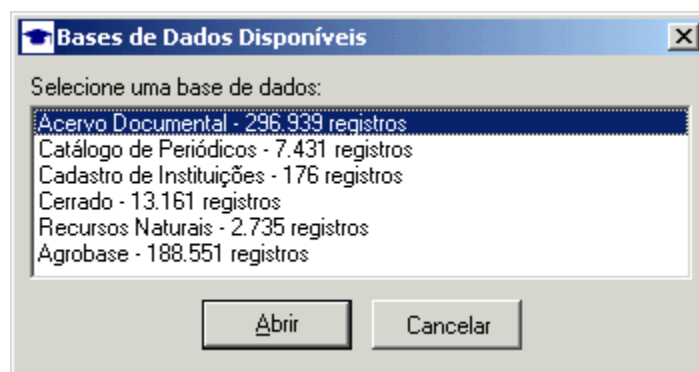 Bases de Dados Disponíveis
Selecione uma base de dados:
Acervo Documental - 296.939 registros
Catálogo de Periódicos - 7.431 registros
Cadastro de Instituições - 176 registros
Cerrado - 13.161 registros
Recursos Naturais - 2.735 registros
Agrobase - 188.551 registros
Abrir Cancelar